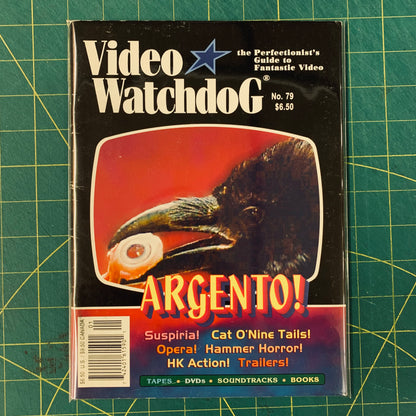 Video
WatchdoG®
the Perfectionist's
Guide to
Fantastic Video
No. 79
$6.50
ARGENTO!
Suspiria! Cat O'Nine Tails!
Opera! Hammer Horror!
HK Action! Trailers!
TAPES • DVDs • SOUNDTRACKS • BOOKS